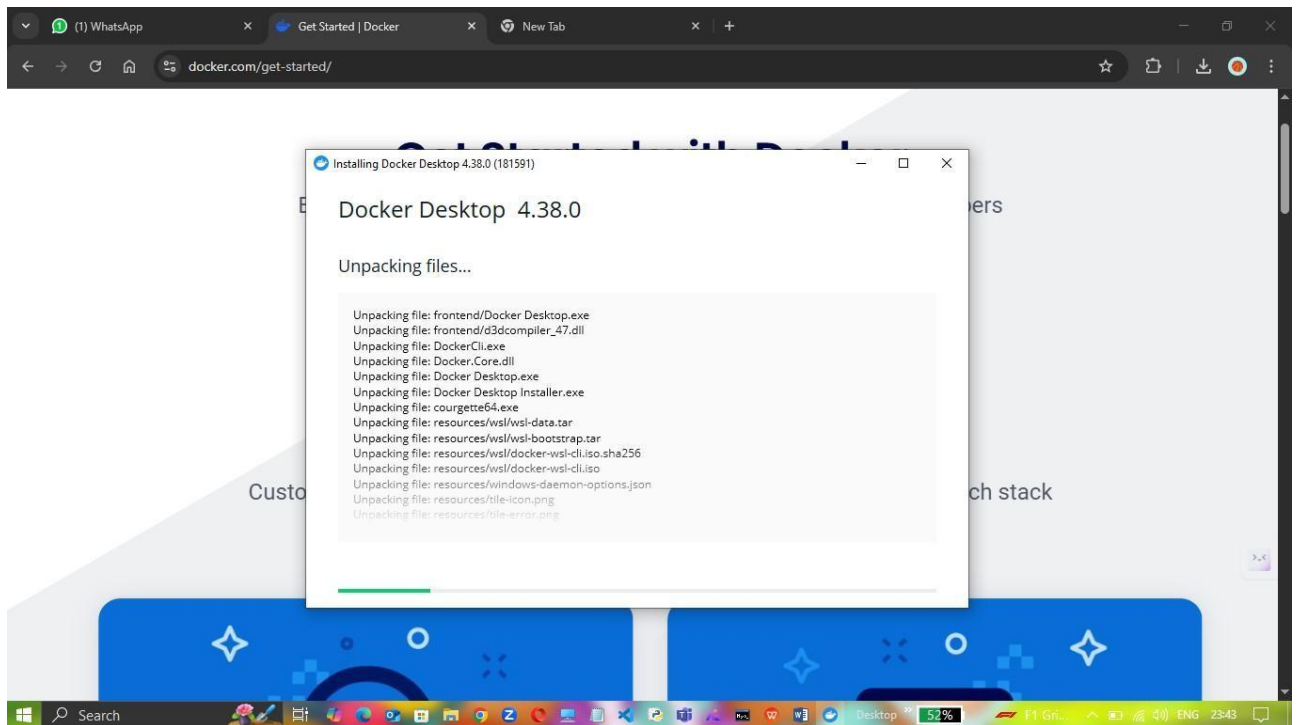 (1) WhatsApp
Get Started | Docker
New Tab
docker.com/get-started/
Installing Docker Desktop 4.38.0 (181591)
Docker Desktop 4.38.0
Unpacking files...
Unpacking file: frontend/Docker Desktop.exe
Unpacking file: frontend/d3dcompiler_47.dll
Unpacking file: DockerCli.exe
Unpacking file: Docker.Core.dll
Unpacking file: Docker Desktop.exe
Unpacking file: Docker Desktop Installer.exe
Unpacking file: courgette64.exe
Unpacking file: resources/wsl/wsl-data.tar
Unpacking file: resources/wsl/wsl-bootstrap.tar
Unpacking file: resources/wsl/docker-wsl-cli.iso.sha256
Unpacking file: resources/wsl/docker-wsl-cli.iso
Unpacking file: resources/windows-daemon-options.json
Unpacking file: resources/tile-icon.png
Unpacking file: resources/tile-error.png
ers
Custo
ch stack
Search
Desktop
52%
F1 Gri...
ENG
23:43